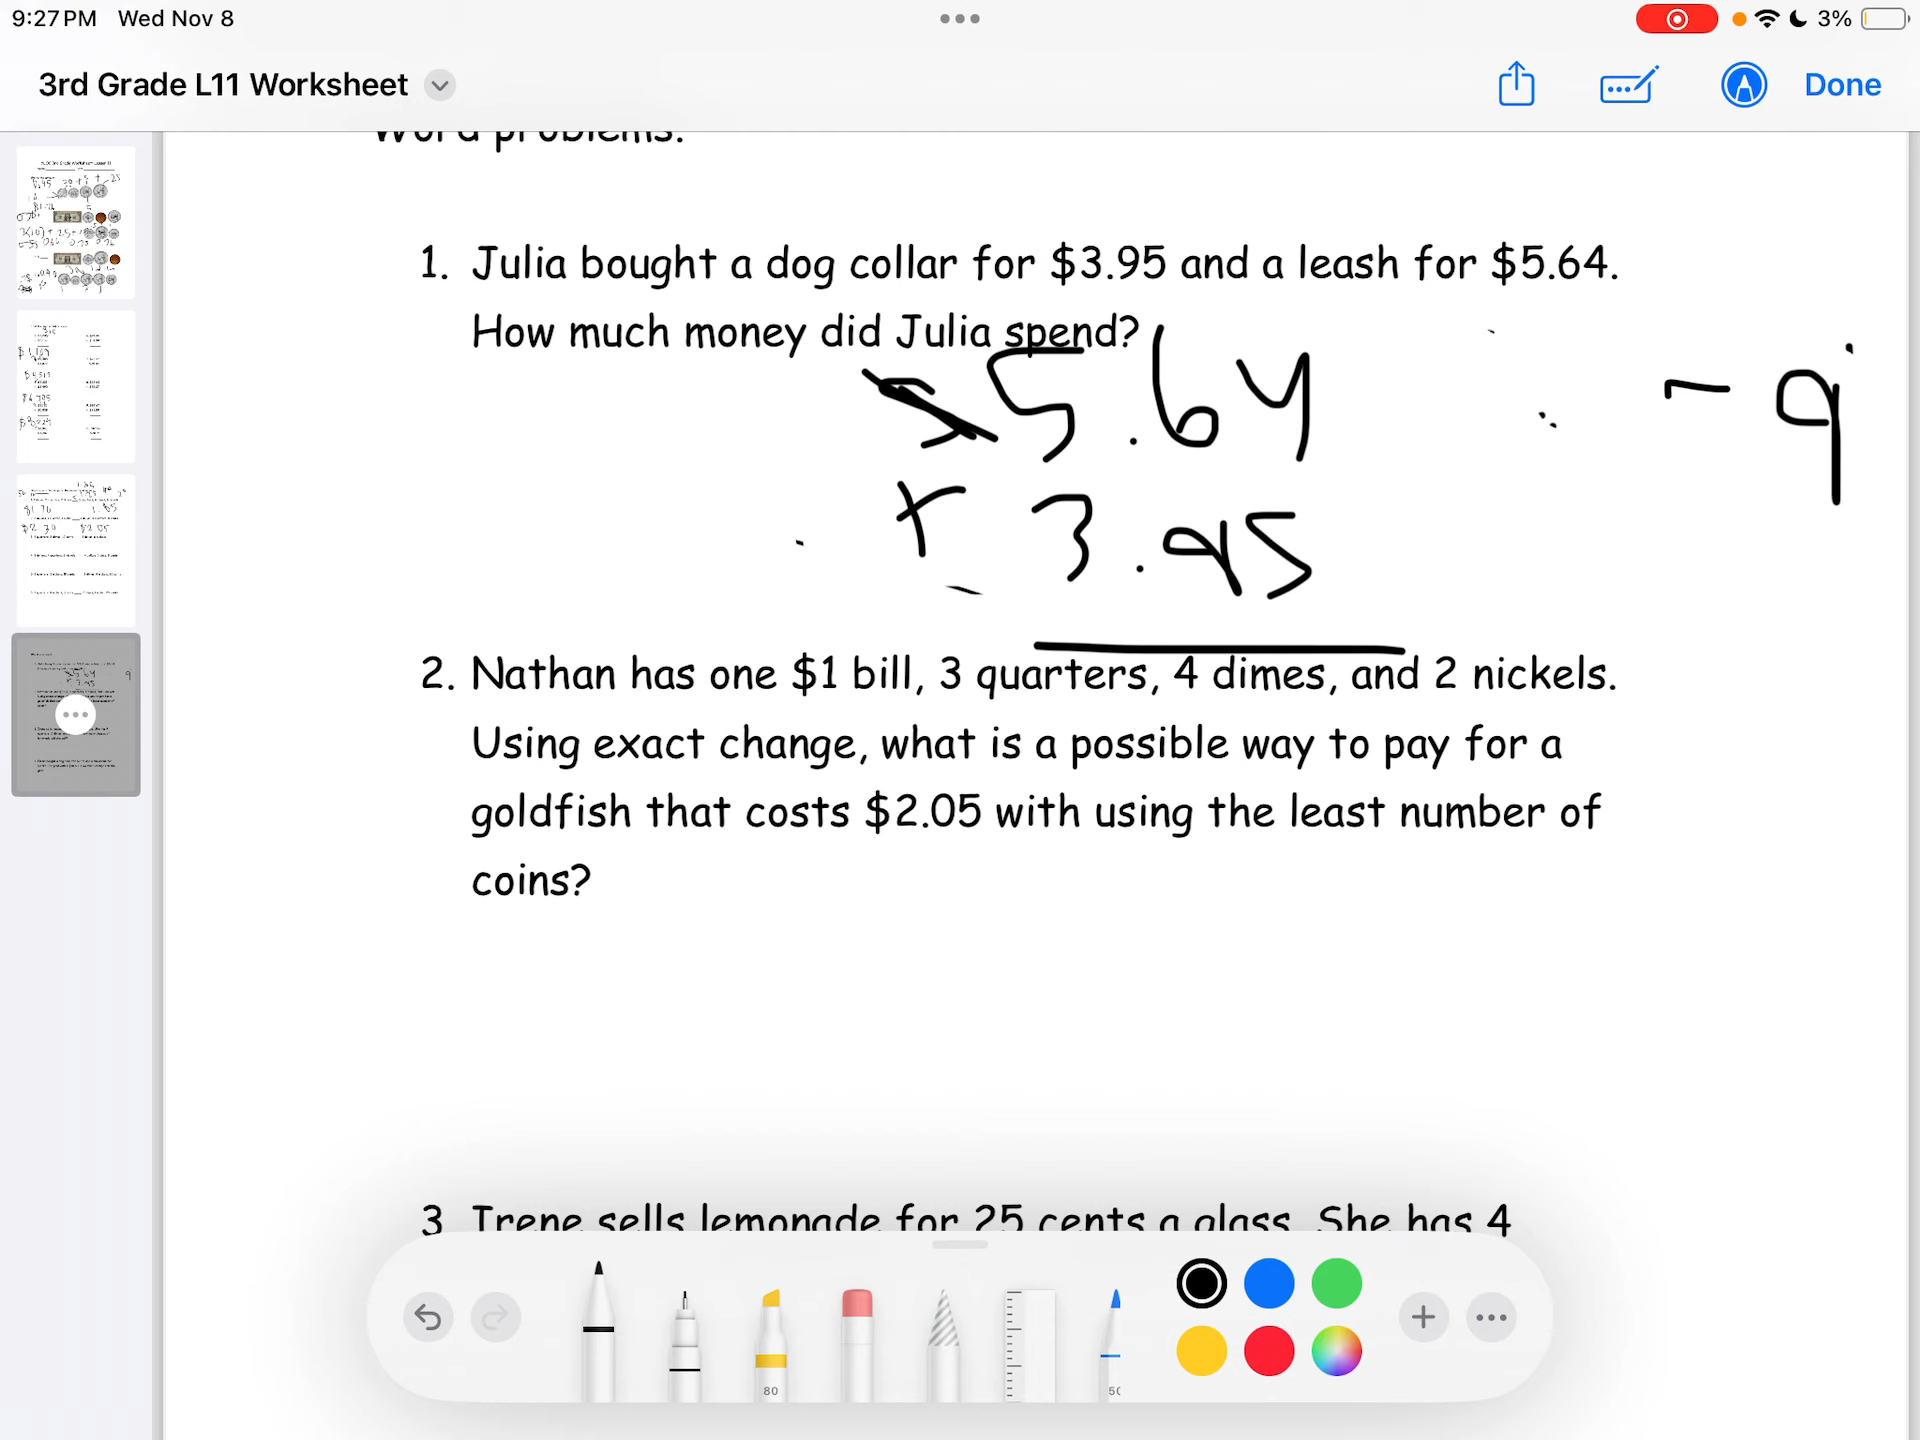 9:27 PM Wed Nov 8
3%
3rd Grade L11 Worksheet
Done
Word problems:
1. Julia bought a dog collar for $3.95 and a leash for $5.64.
How much money did Julia spend?
5.64
- 9
+ 3.95
2. Nathan has one $1 bill, 3 quarters, 4 dimes, and 2 nickels.
Using exact change, what is a possible way to pay for a
goldfish that costs $2.05 with using the least number of
coins?
3 Irene sells lemonade for 25 cents a glass. She has 4
80
50